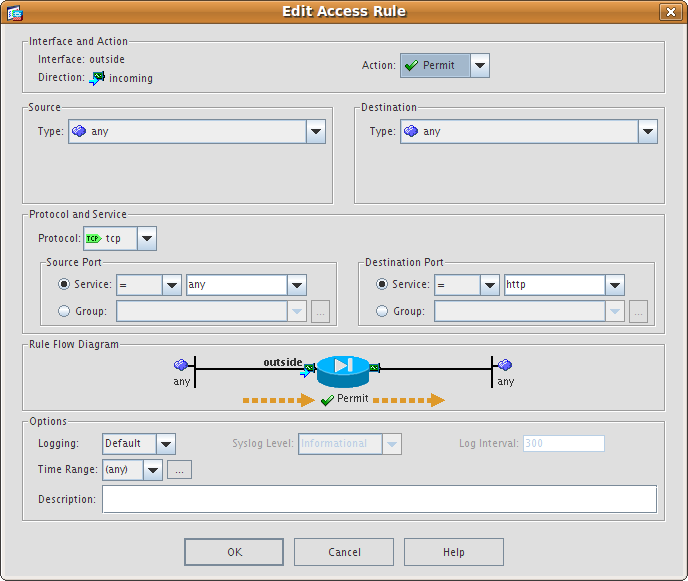 Edit Access Rule
Interface and Action
Interface: outside
Action: Permit
Direction: incoming
Source
Destination
Type: any
Type: any
Protocol and Service
Protocol: TCP tcp
Source Port
Destination Port
Service: = any
Service: = http
Group: ...
Group: ...
Rule Flow Diagram
outside
any
any
Permit
Options
Logging: Default Syslog Level: Informational Log Interval: 300
Time Range: (any) ...
Description:
OK Cancel Help